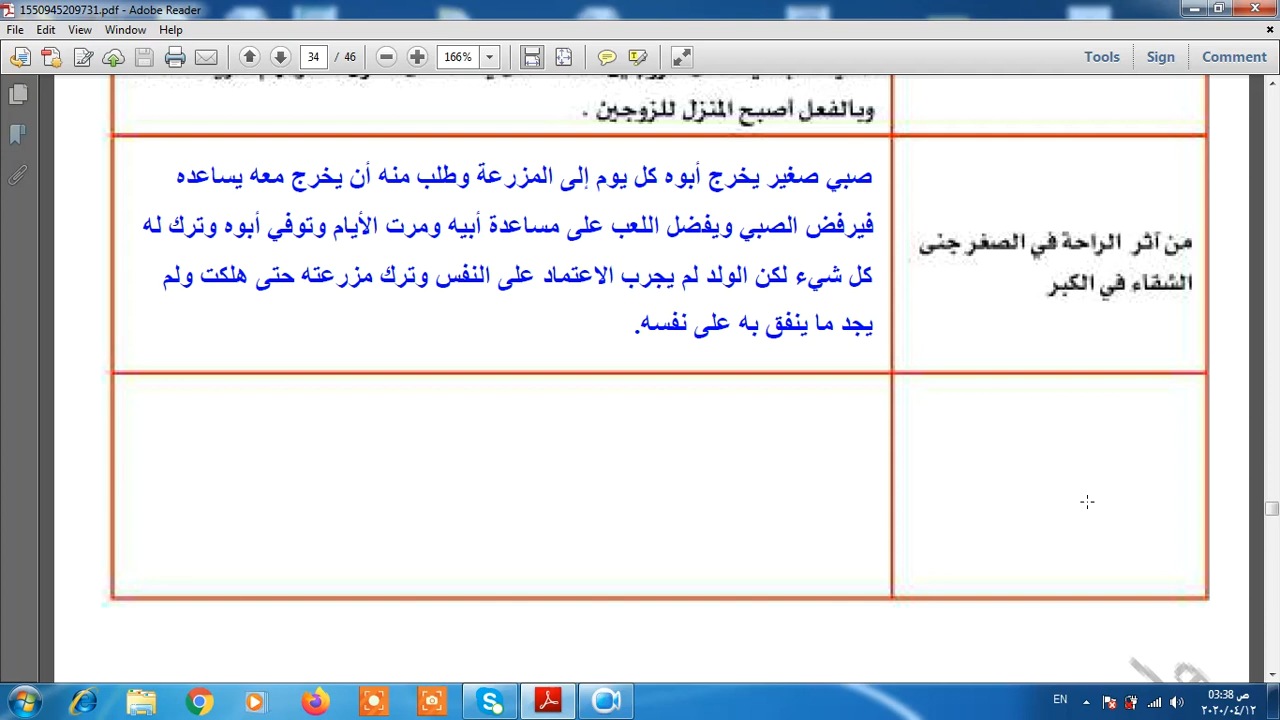 1550945209731.pdf - Adobe Reader
File Edit View Window Help
34 / 46 166% Tools Sign Comment
وبالفعل أصبح المنزل للزوجين .
من آثر الراحة في الصغر جنى
الشقاء في الكبر
صبي صغير يخرج أبوه كل يوم إلى المزرعة وطلب منه أن يخرج معه يساعده
فيرفض الصبي ويفضل اللعب على مساعدة أبيه ومرت الأيام وتوفي أبوه وترك له
كل شيء لكن الولد لم يجرب الاعتماد على النفس وترك مزرعته حتى هلكت ولم
يجد ما ينفق به على نفسه.
EN
03:38 ص
٢٠٢٠/٠٤/١٢